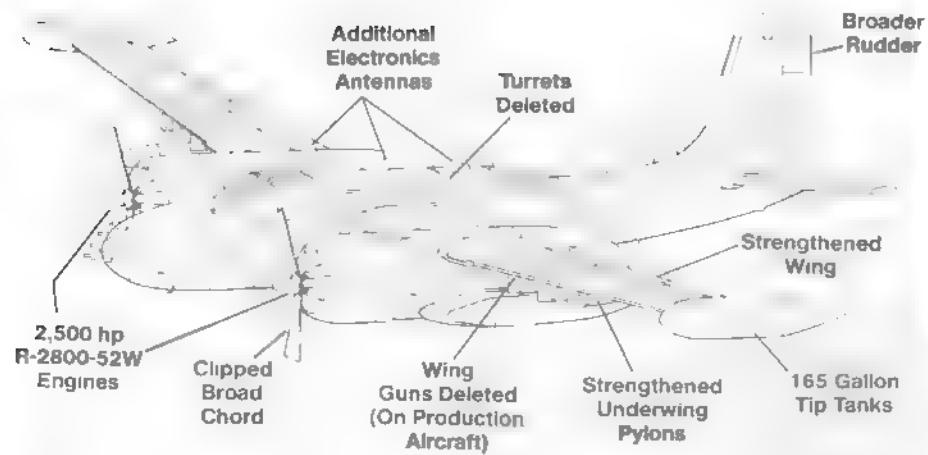 Additional
Electronics
Antennas
Turrets
Deleted
Broader
Rudder
Strengthened
Wing
2,500 hp
R-2800-52W
Engines
Clipped
Broad
Chord
Wing
Guns Deleted
(On Production
Aircraft)
Strengthened
Underwing
Pylons
165 Gallon
Tip Tanks